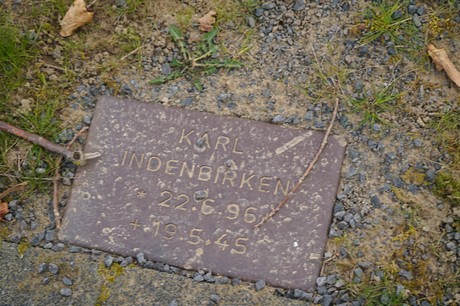 KARL
INDENBIRKEN
* 22.6.96
+ 19.5.45